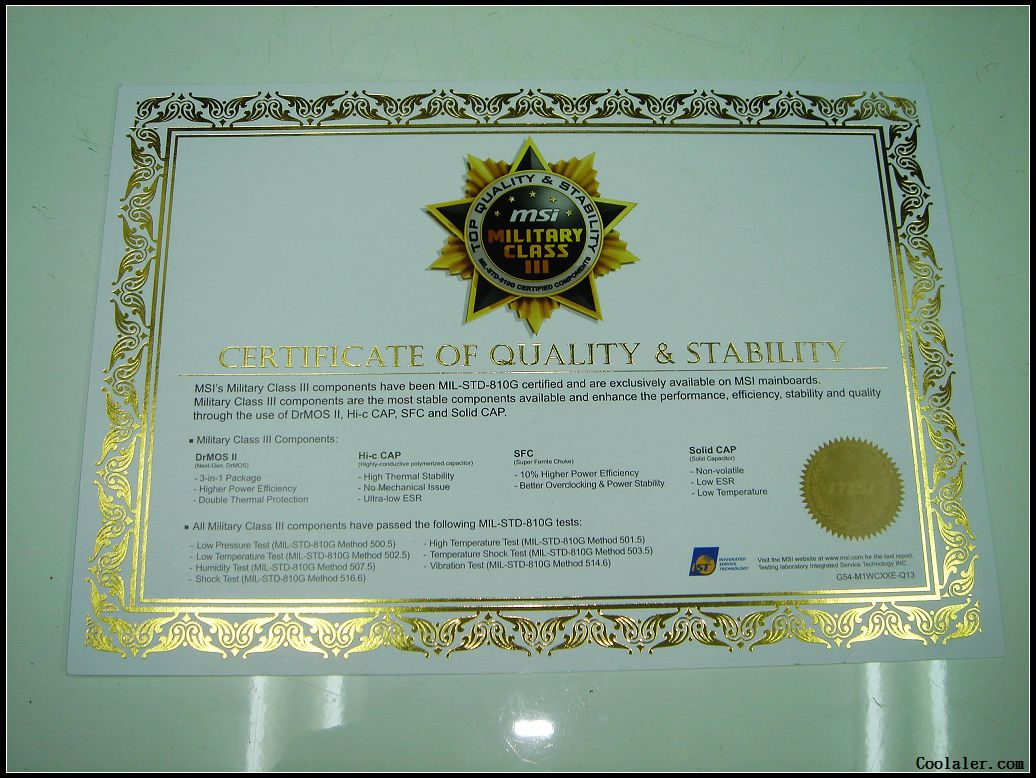 TOP QUALITY & STABILITY
msi
MILITARY
CLASS
III
MIL-STD-810G CERTIFIED COMPONENTS
CERTIFICATE OF QUALITY & STABILITY
MSI's Military Class III components have been MIL-STD-810G certified and are exclusively available on MSI mainboards.
Military Class III components are the most stable components available and enhance the performance, efficiency, stability and quality
through the use of DrMOS II, Hi-c CAP, SFC and Solid CAP.
▪ Military Class III Components:
DrMOS II
(Next-Gen. DrMOS)
- 3-in-1 Package
- Higher Power Efficiency
- Double Thermal Protection
Hi-c CAP
(Highly-conductive polymerized capacitor)
- High Thermal Stability
- No Mechanical Issue
- Ultra-low ESR
SFC
(Super Ferrite Choke)
- 10% Higher Power Efficiency
- Better Overclocking & Power Stability
Solid CAP
(Solid Capacitor)
- Non-volatile
- Low ESR
- Low Temperature
▪ All Military Class III components have passed the following MIL-STD-810G tests:
- Low Pressure Test (MIL-STD-810G Method 500.5)
- Low Temperature Test (MIL-STD-810G Method 502.5)
- Humidity Test (MIL-STD-810G Method 507.5)
- Shock Test (MIL-STD-810G Method 516.6)
- High Temperature Test (MIL-STD-810G Method 501.5)
- Temperature Shock Test (MIL-STD-810G Method 503.5)
- Vibration Test (MIL-STD-810G Method 514.6)
iST
INTEGRATED
SERVICE
TECHNOLOGY
Visit the MSI website at www.msi.com for the test report.
Testing laboratory Integrated Service Technology INC.
G54-M1WCXXE-Q13
Coolaler.com